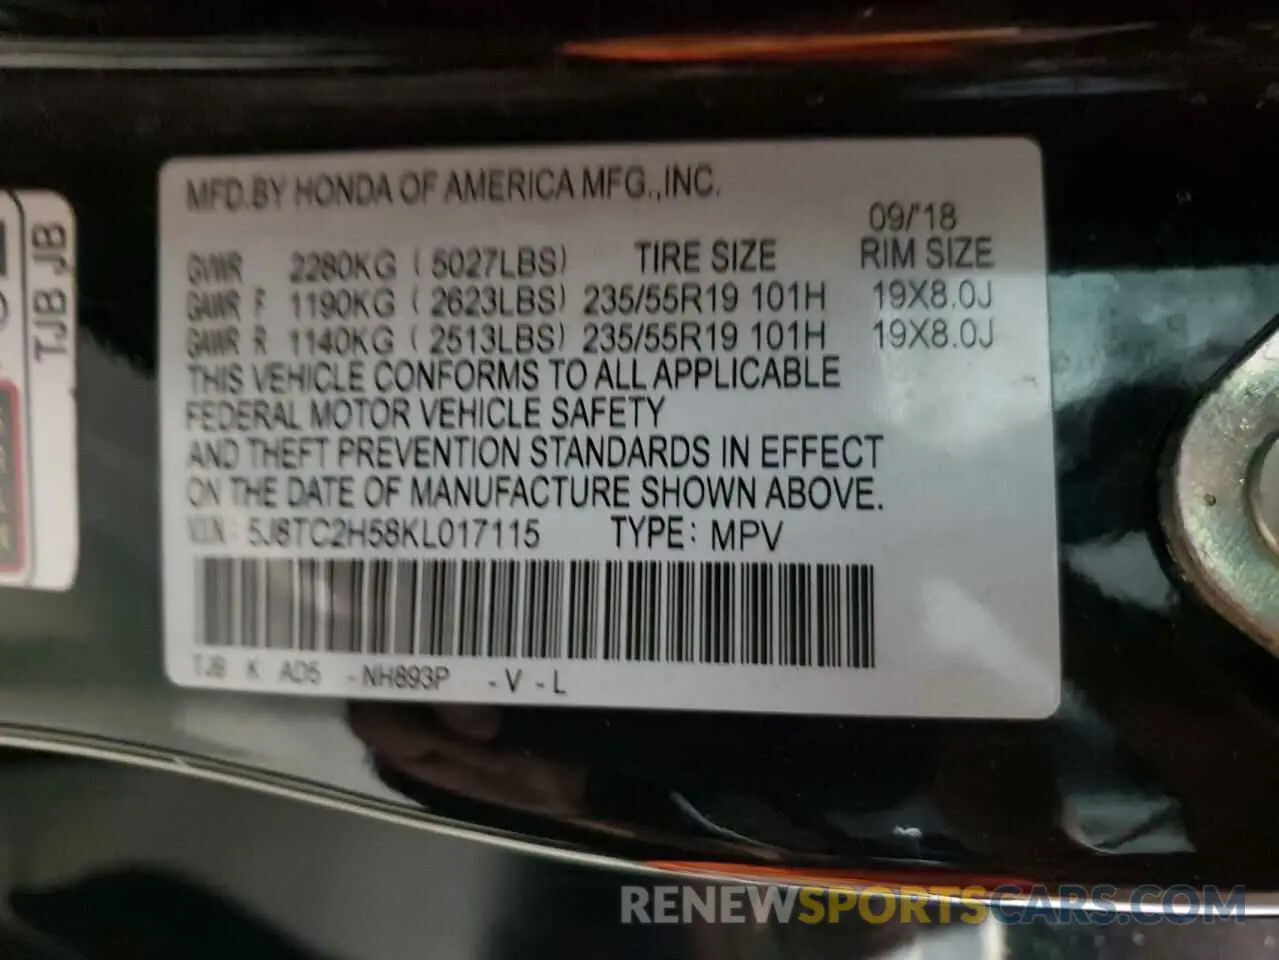 MFD.BY HONDA OF AMERICA MFG.,INC.
09/'18
GVWR 2280KG (5027LBS) TIRE SIZE RIM SIZE
GAWR F 1190KG (2623LBS) 235/55R19 101H 19X8.0J
GAWR R 1140KG (2513LBS) 235/55R19 101H 19X8.0J
THIS VEHICLE CONFORMS TO ALL APPLICABLE
FEDERAL MOTOR VEHICLE SAFETY
AND THEFT PREVENTION STANDARDS IN EFFECT
ON THE DATE OF MANUFACTURE SHOWN ABOVE.
V.I.N: 5J8TC2H58KL017115 TYPE: MPV
TJB K AD5 -NH893P -V -L
TJB JB
RENEWSPORTSCARS.COM